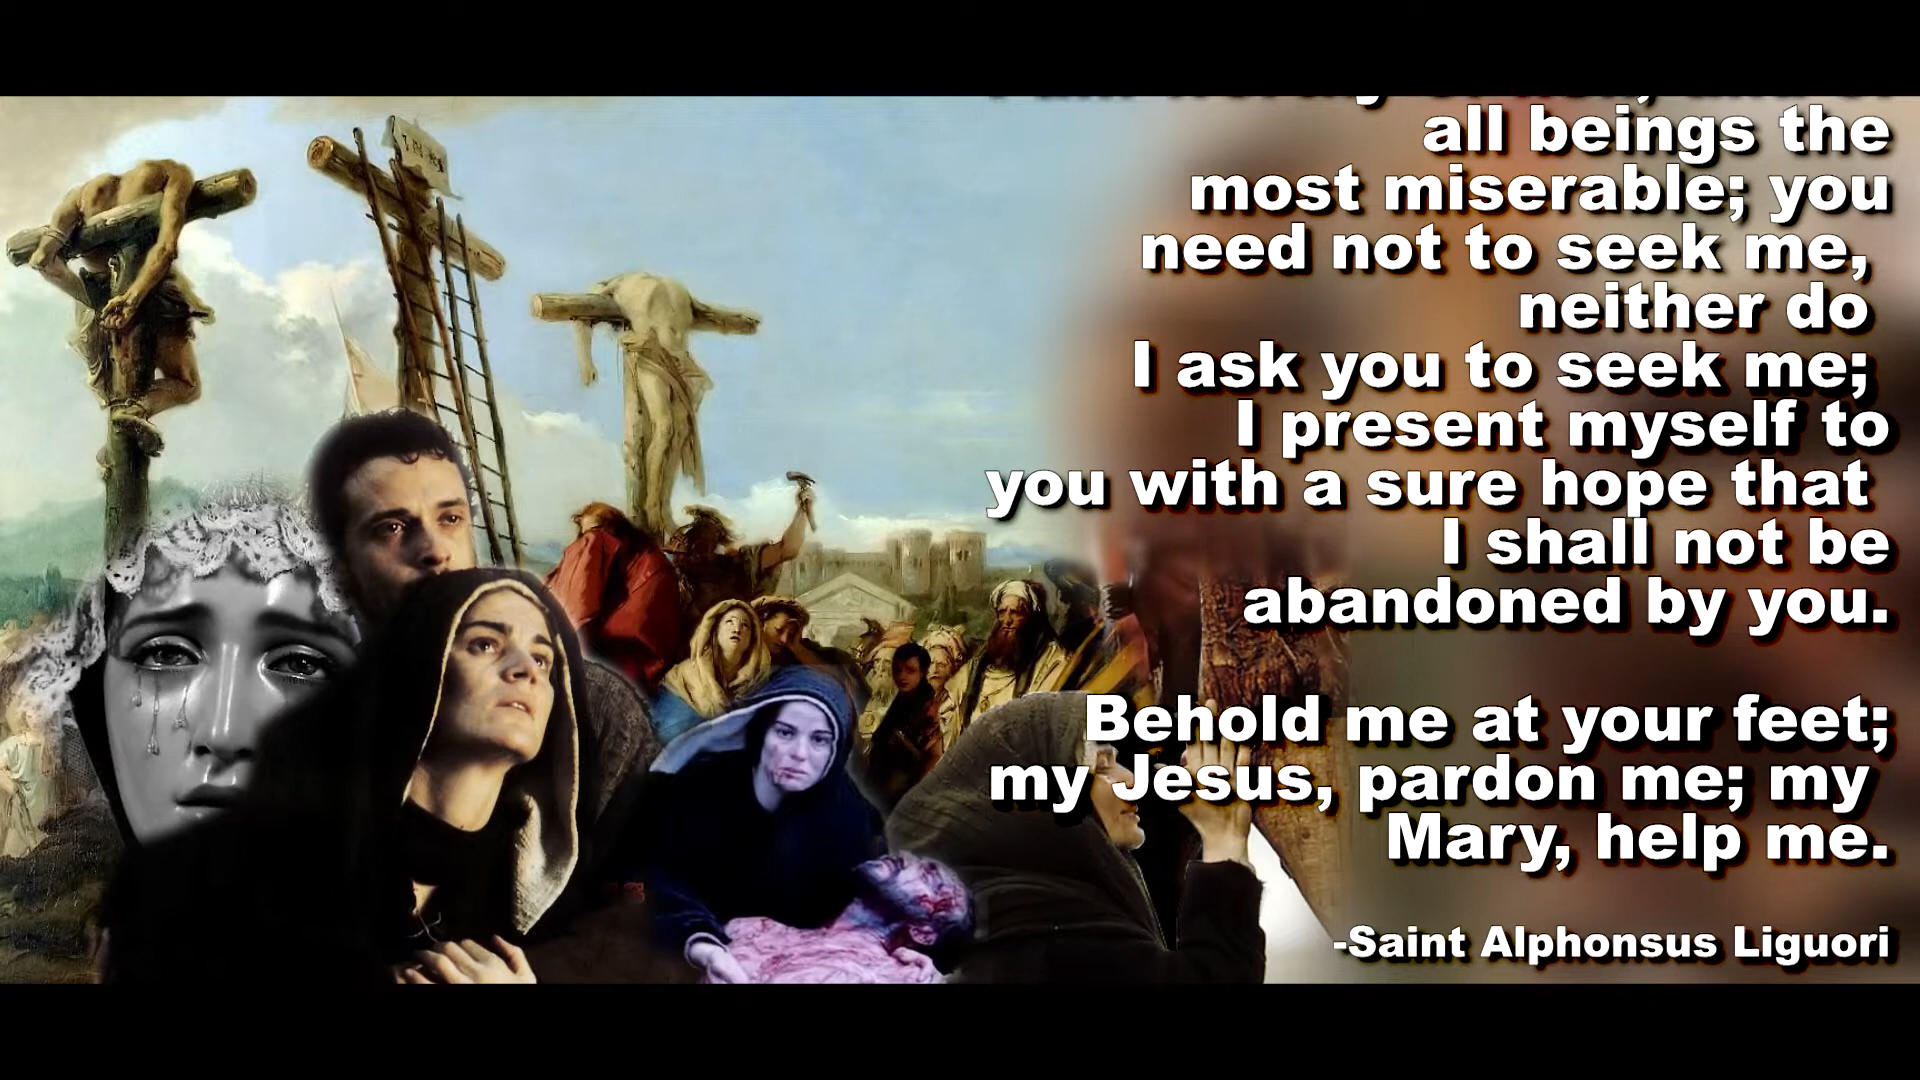 all beings the
most miserable; you
need not to seek me,
neither do
I ask you to seek me;
I present myself to
you with a sure hope that
I shall not be
abandoned by you.
Behold me at your feet;
my Jesus, pardon me; my
Mary, help me.
-Saint Alphonsus Liguori